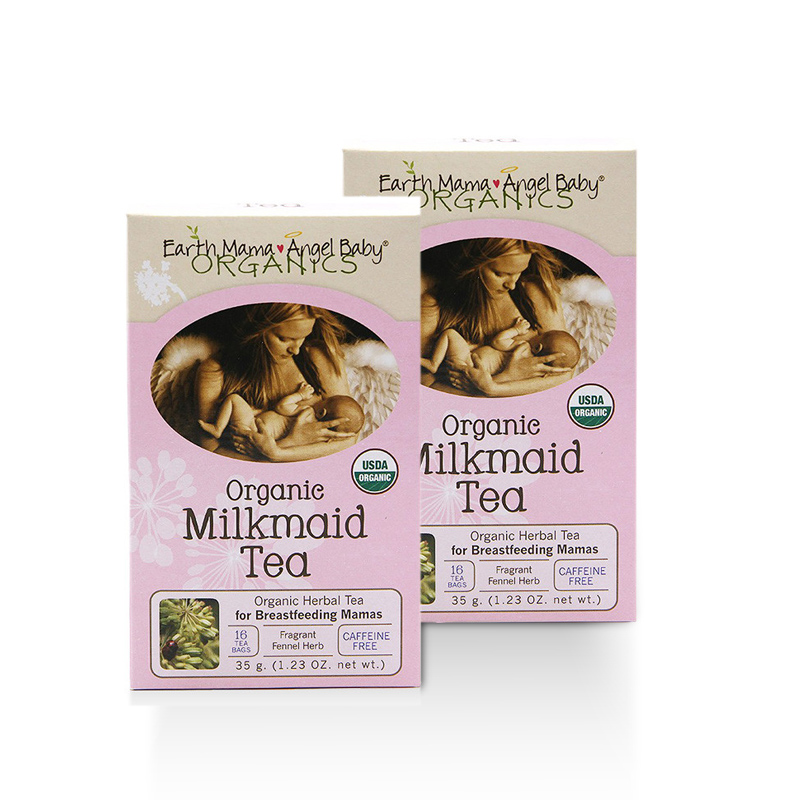 Tea
Earth Mama Angel Baby®
ORGANICS
USDA
ORGANIC
Organic
Milkmaid
Tea
Organic Herbal Tea
for Breastfeeding Mamas
16
TEA
BAGS
Fragrant
Fennel Herb
CAFFEINE
FREE
35 g. (1.23 OZ. net wt.)
Tea
Earth Mama Angel Baby®
ORGANICS
USDA
ORGANIC
Organic
Milkmaid
Tea
Organic Herbal Tea
for Breastfeeding Mamas
16
TEA
BAGS
Fragrant
Fennel Herb
CAFFEINE
FREE
35 g. (1.23 OZ. net wt.)